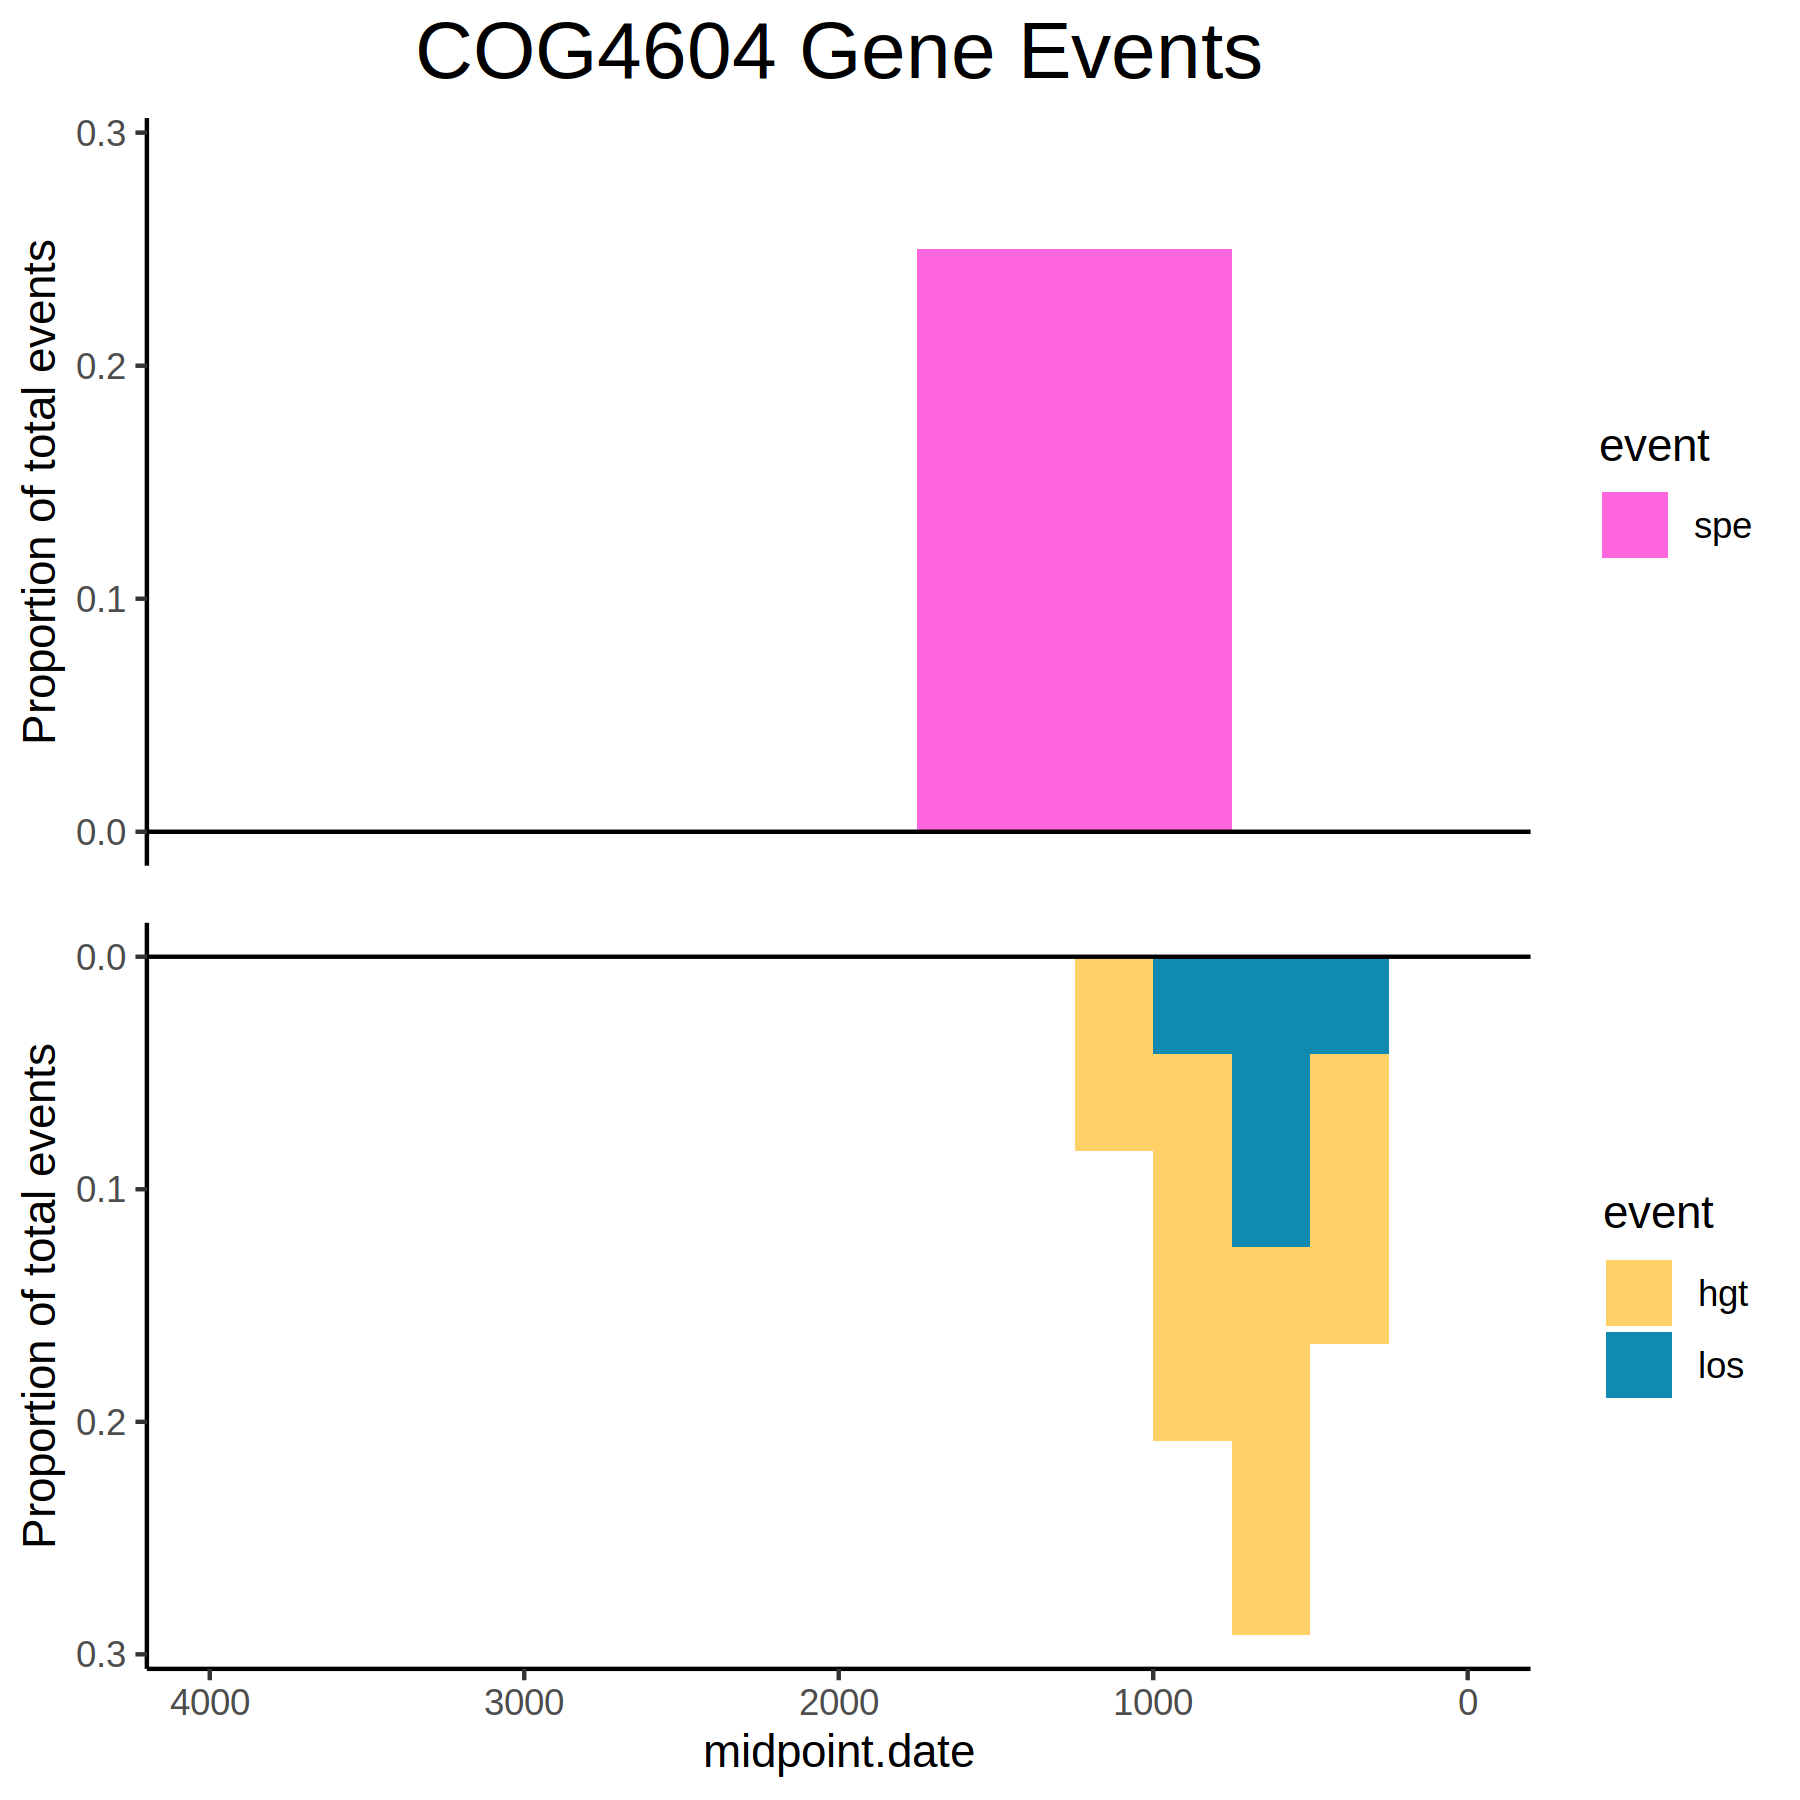 COG4604 Gene Events
Proportion of total events
0.3
0.2
0.1
0.0
event
spe
Proportion of total events
0.0
0.1
0.2
0.3
event
hgt
los
4000 3000 2000 1000 0
midpoint.date